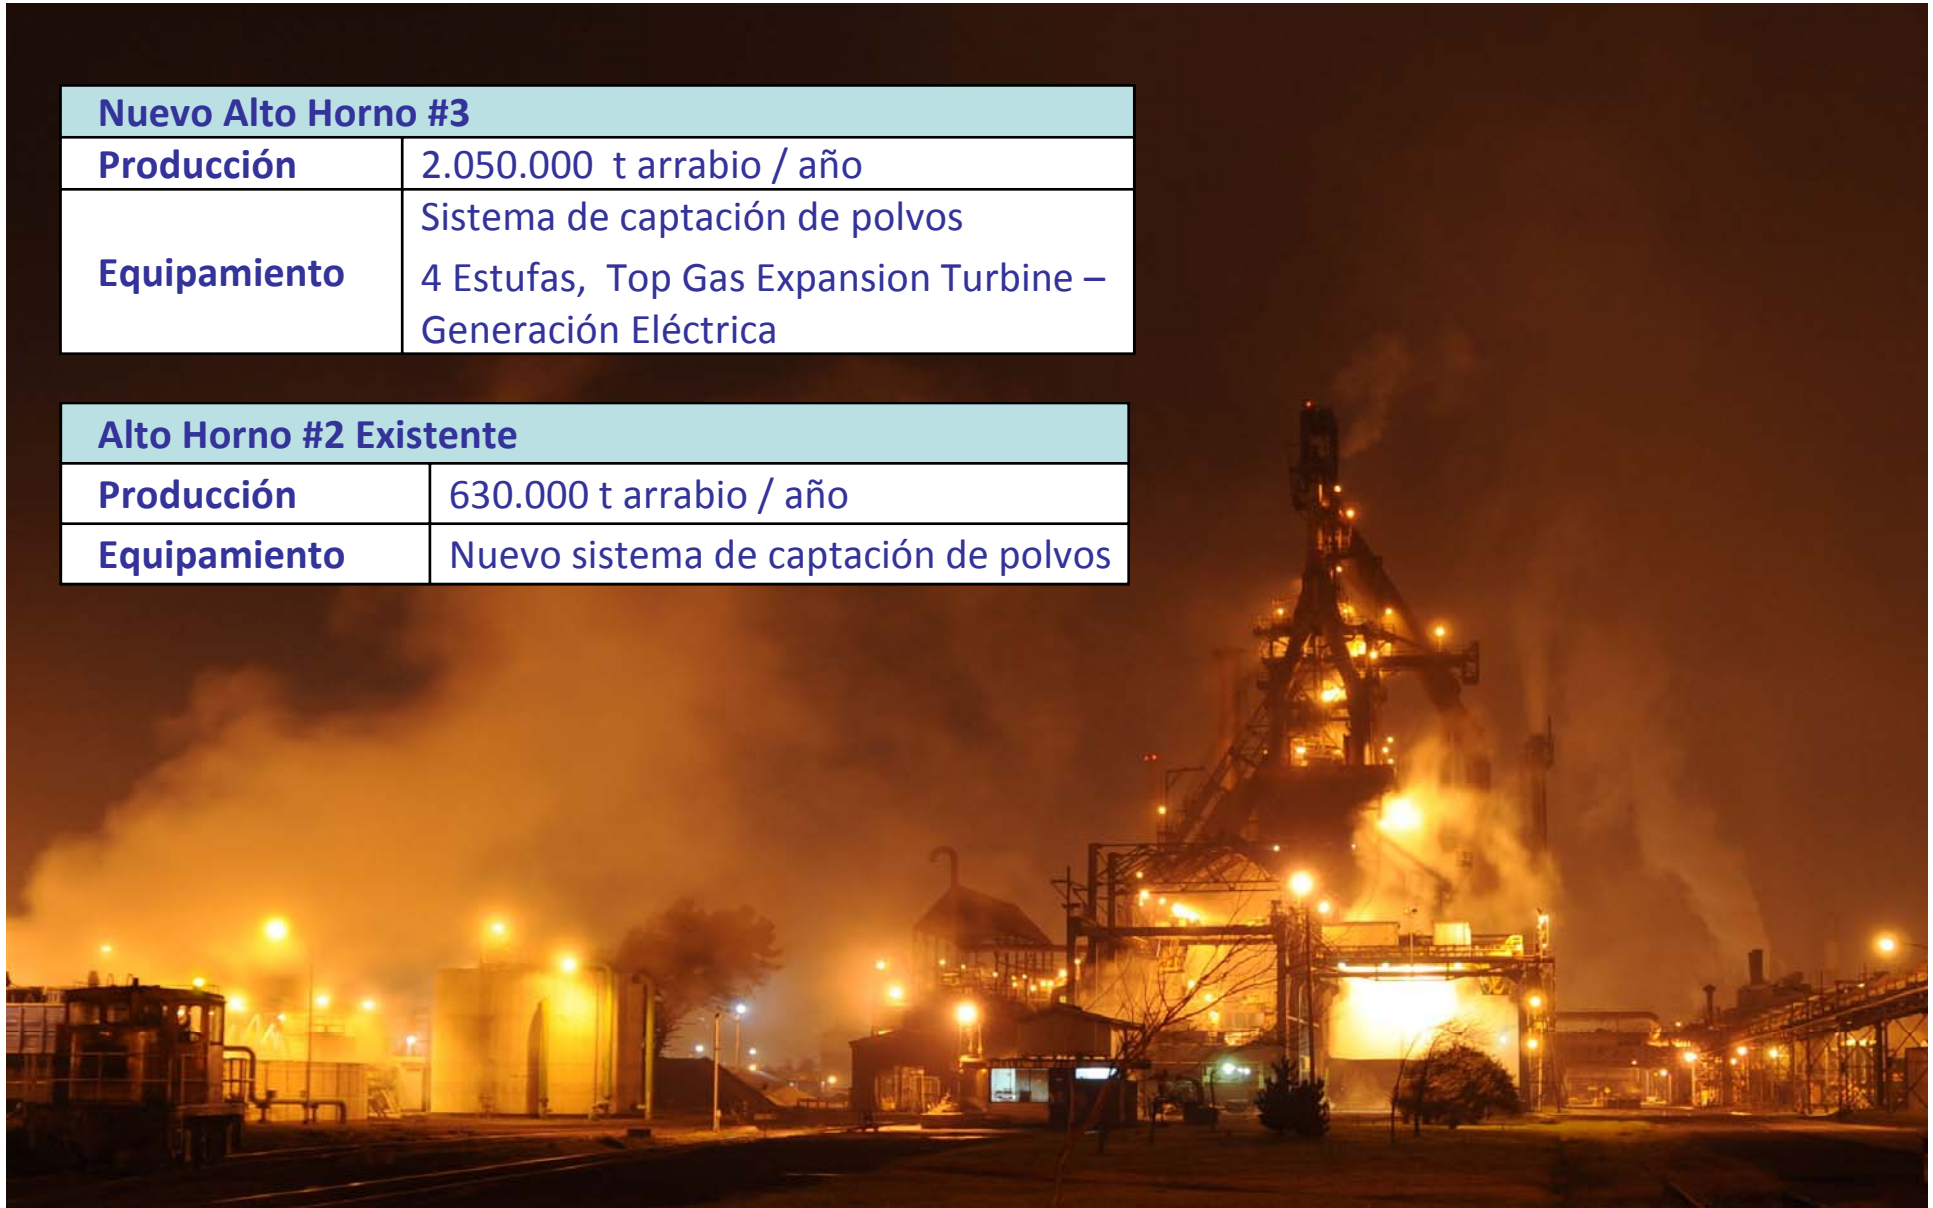 Nuevo Alto Horno #3
Producción 2.050.000 t arrabio / año
Equipamiento Sistema de captación de polvos
4 Estufas, Top Gas Expansion Turbine –
Generación Eléctrica
Alto Horno #2 Existente
Producción 630.000 t arrabio / año
Equipamiento Nuevo sistema de captación de polvos